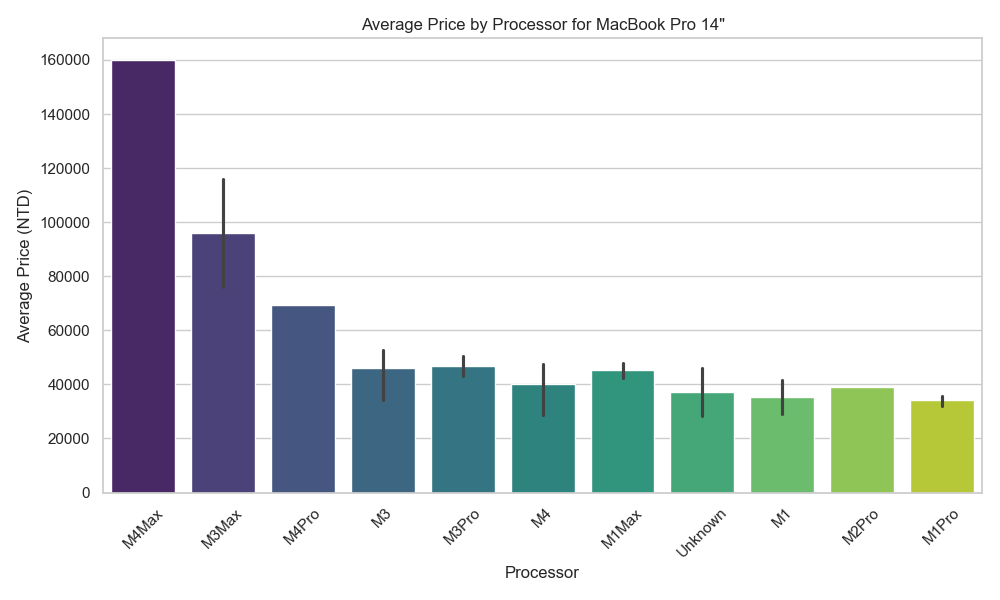 Average Price by Processor for MacBook Pro 14"
160000
140000
120000
100000
80000
60000
40000
20000
0
Average Price (NTD)
M4Max
M3Max
M4Pro
M3
M3Pro
M4
M1Max
Unknown
M1
M2Pro
M1Pro
Processor